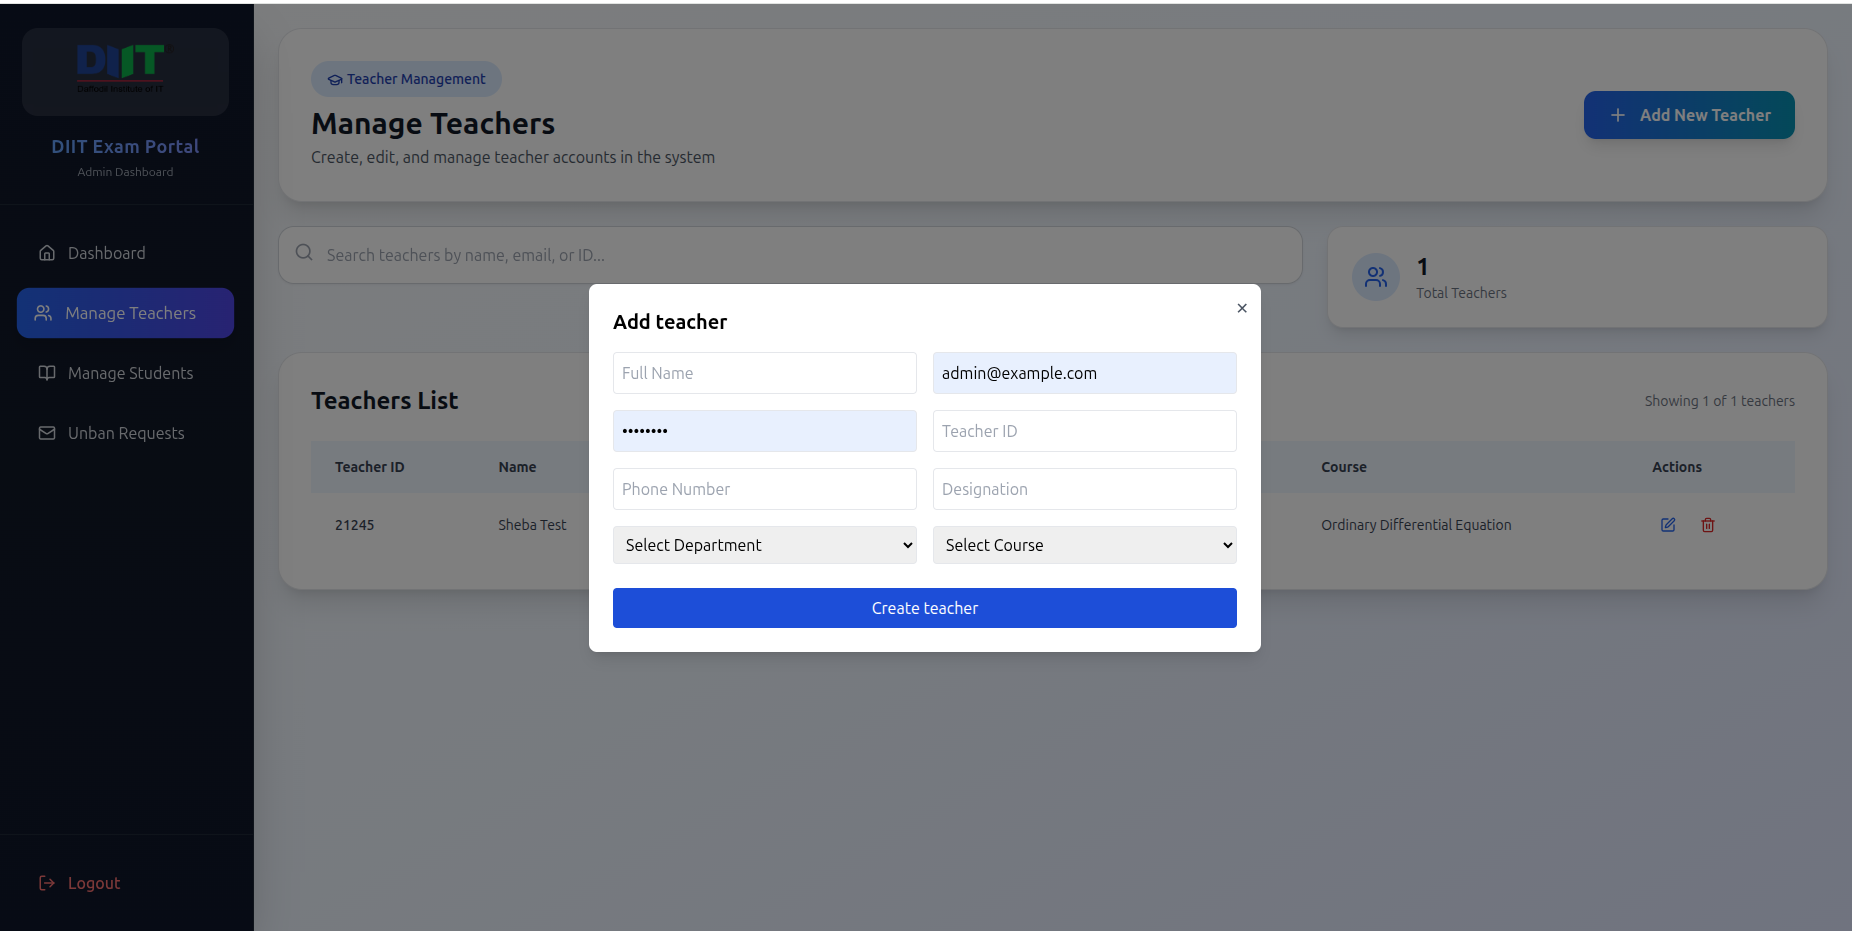 DIIT
Daffodil Institute of IT
DIIT Exam Portal
Admin Dashboard
Dashboard
Manage Teachers
Manage Students
Unban Requests
Logout
Teacher Management
Manage Teachers
Create, edit, and manage teacher accounts in the system
Add New Teacher
Search teachers by name, email, or ID...
1
Total Teachers
Teachers List
Showing 1 of 1 teachers
Teacher ID Name Course Actions
21245 Sheba Test Ordinary Differential Equation
Add teacher
Full Name admin@example.com
•••••••• Teacher ID
Phone Number Designation
Select Department Select Course
Create teacher